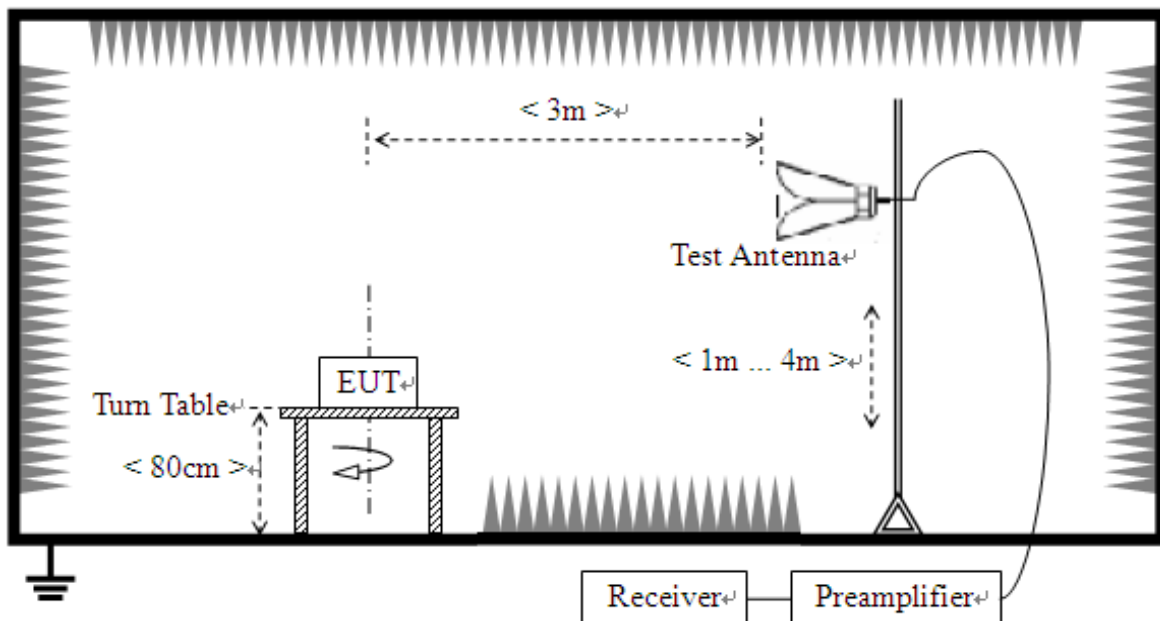 < 3m >↵
Test Antenna↵
< 1m ... 4m >↵
EUT↵
Turn Table↵
< 80cm >↵
Receiver↵
Preamplifier↵